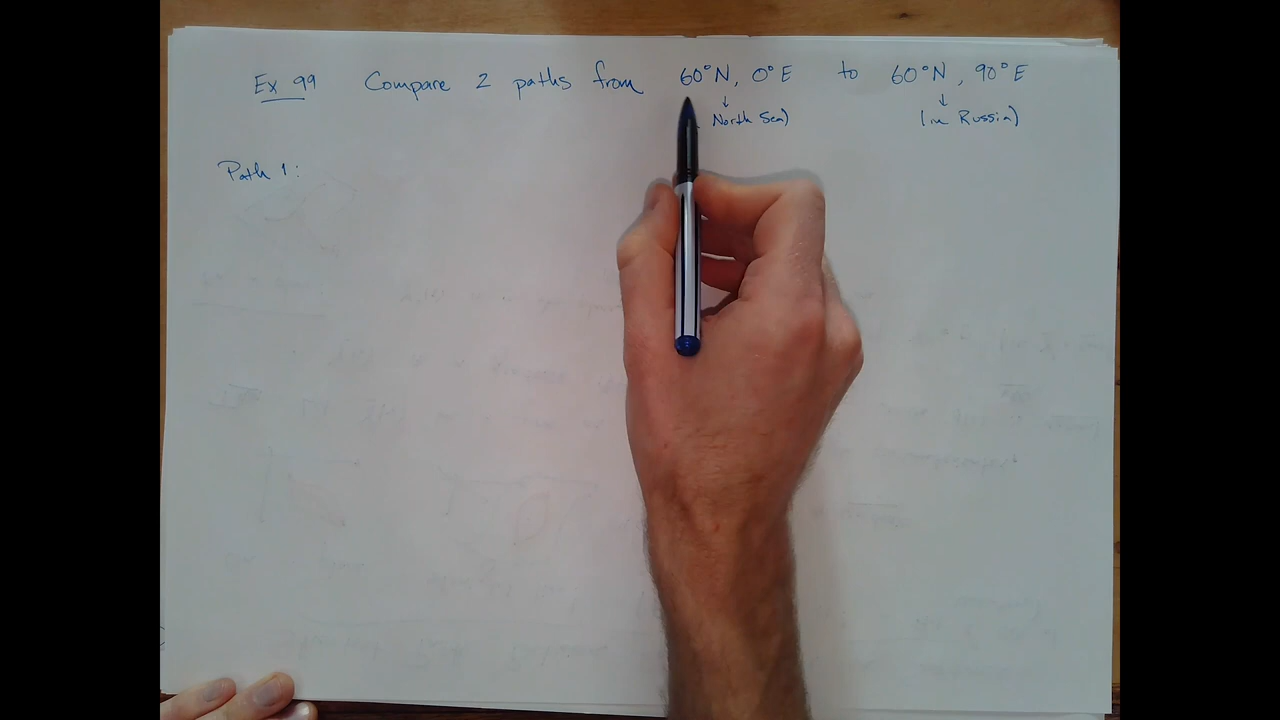 Ex 99 Compare 2 paths from 60°N, 0°E to 60°N, 90°E
↓ ↓
North Sea) (in Russia)
Path 1: